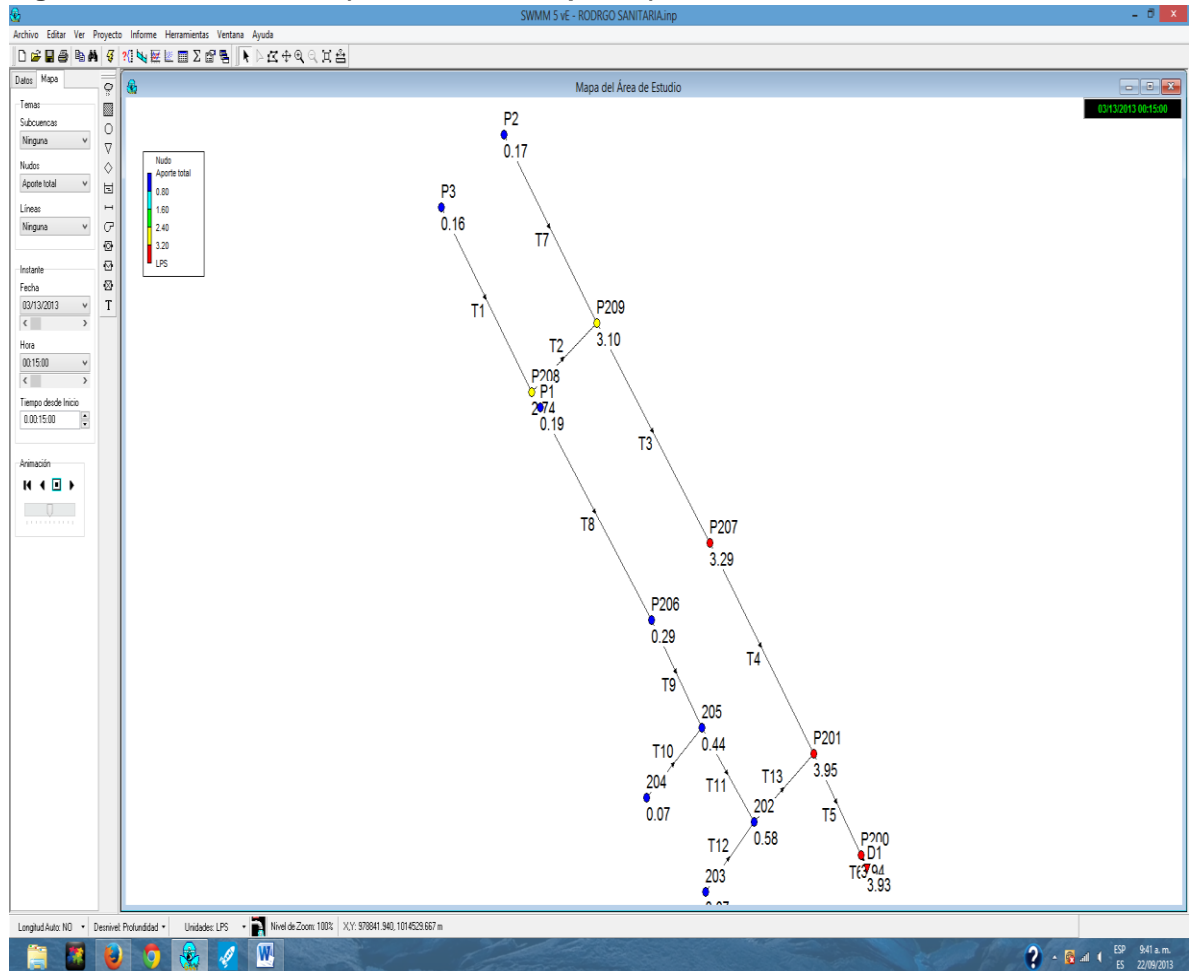 SWMM 5 vE - RODRGO SANITARIA.inp
Archivo Editar Ver Proyecto Informe Herramientas Ventana Ayuda
Datos Mapa
Mapa del Área de Estudio
03/13/2013 00:15:00
Temas
Subcuencas
Ninguna
Nudos
Aporte total
Líneas
Ninguna
Instante
Fecha
03/13/2013
Hora
00:15:00
Tiempo desde Inicio
0.00:15:00
Animación
T
Nudo
Aporte total
0.80
1.60
2.40
3.20
LPS
P2
0.17
P3
0.16
T7
T1
P209
3.10
T2
P208
P1
2.74
0.19
T3
T8
P207
3.29
P206
0.29
T4
T9
205
0.44
P201
3.95
T10
T11
T13
204
0.07
202
0.58
T5
T12
P200
D1
T6
3.94
3.93
203
Longitud Auto: NO Desnivel: Profundidad Unidades: LPS Nivel de Zoom: 100% X,Y: 978841.940, 1014529.667 m
ESP 9:41 a. m.
ES 22/09/2013